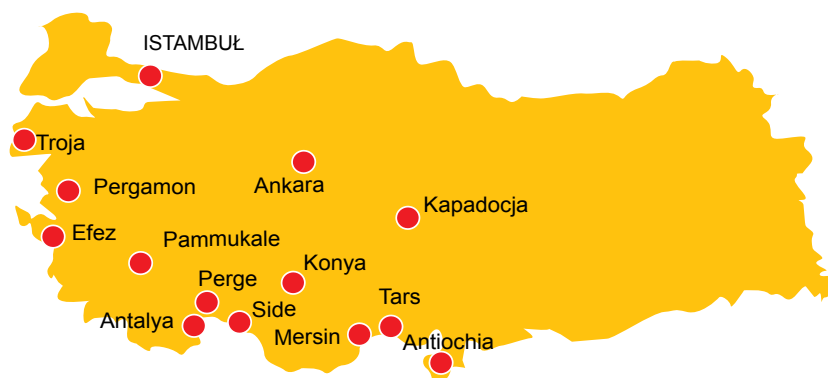 ISTAMBUŁ
Troja
Pergamon
Ankara
Kapadocja
Efez
Pammukale
Konya
Perge
Side
Tars
Antalya
Mersin
Antiochia